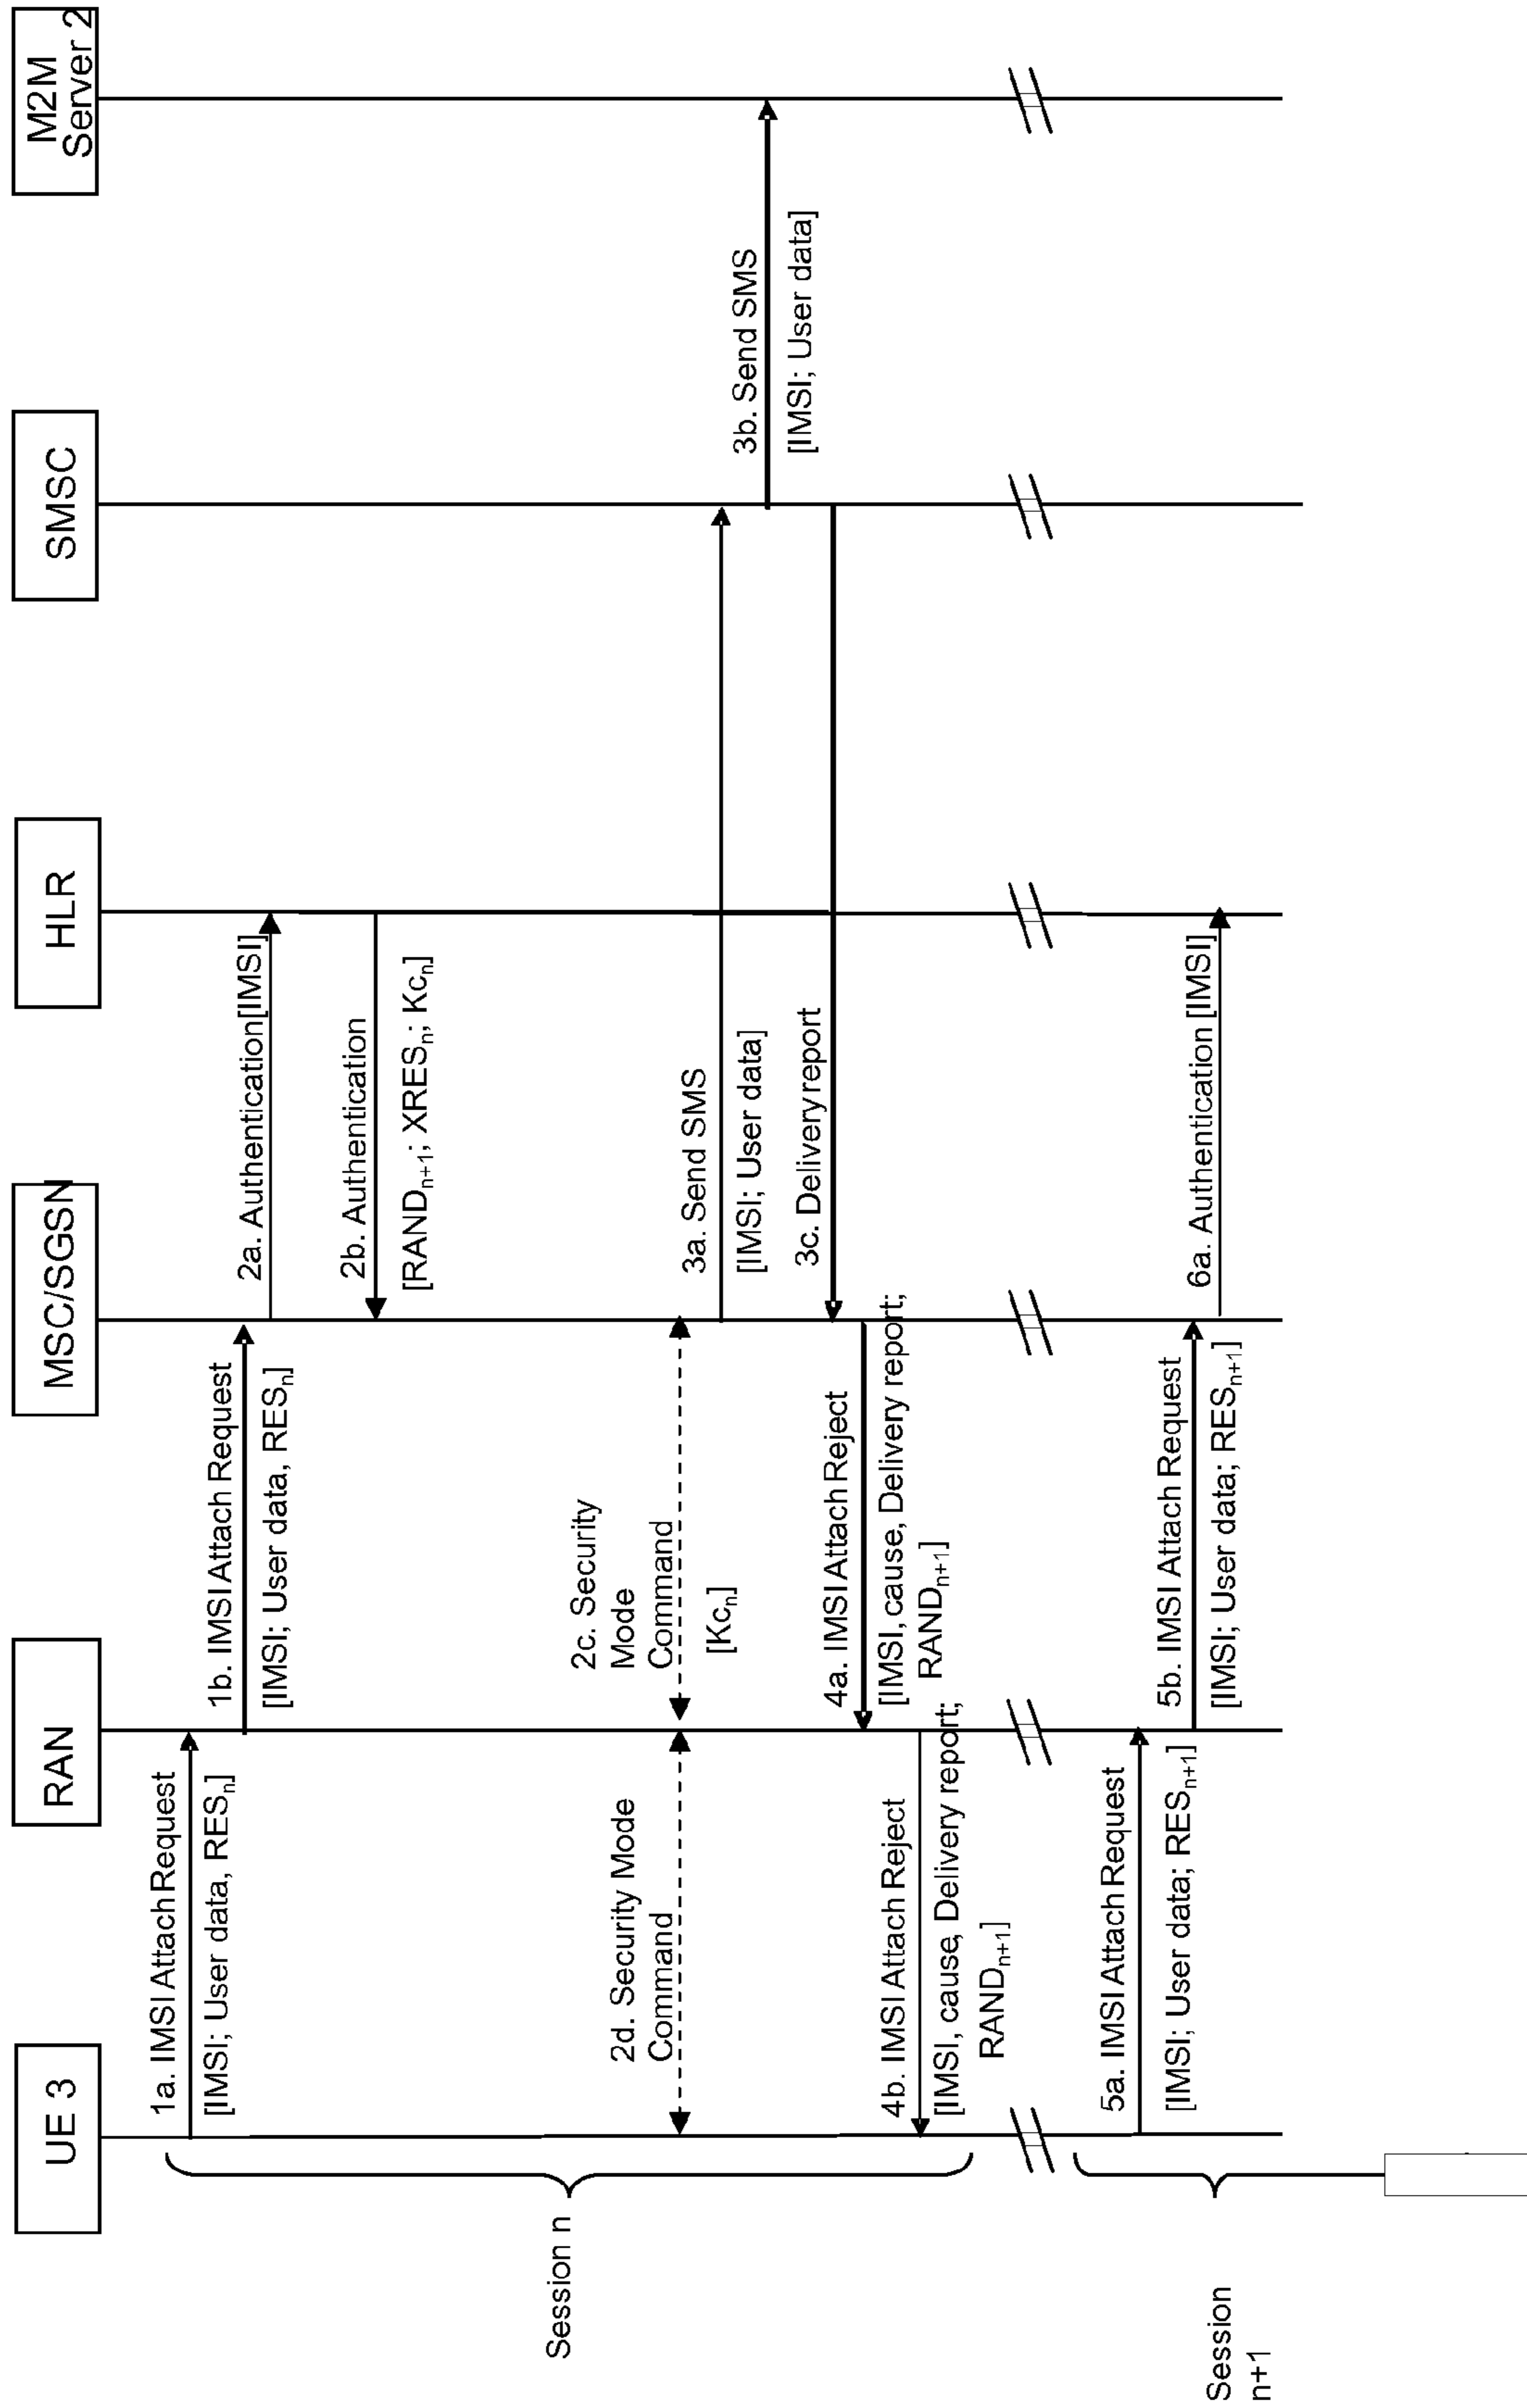 UE 3
RAN
MSC/SGSN
HLR
SMSC
M2M
Server 2
1a. IMSI Attach Request
[IMSI; User data, RESₙ]
1b. IMSI Attach Request
[IMSI; User data, RESₙ]
2a. Authentication[IMSI]
2b. Authentication
[RANDₙ₊₁; XRESₙ; Kcₙ]
2c. Security
Mode
Command
[Kcₙ]
2d. Security Mode
Command
3a. Send SMS
[IMSI; User data]
3b. Send SMS
[IMSI; User data]
3c. Delivery report
4a. IMSI Attach Reject
[IMSI, cause, Delivery report;
RANDₙ₊₁]
4b. IMSI Attach Reject
[IMSI, cause, Delivery report;
RANDₙ₊₁]
Session n
5a. IMSI Attach Request
[IMSI; User data; RESₙ₊₁]
5b. IMSI Attach Request
[IMSI; User data; RESₙ₊₁]
6a. Authentication [IMSI]
Session
n+1